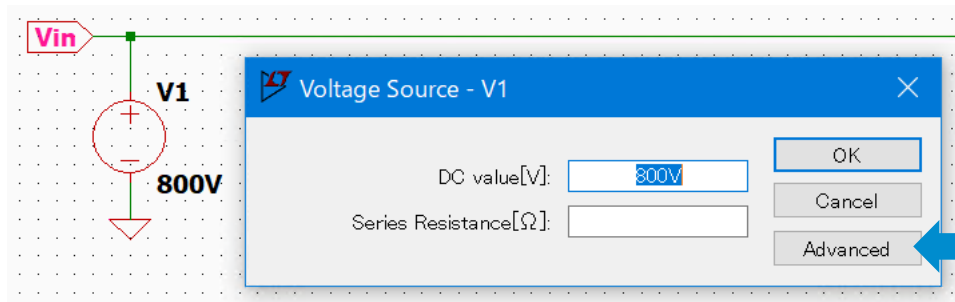 Vin
V1
800V
Voltage Source - V1
DC value[V]:
800V
Series Resistance[Ω]:
OK
Cancel
Advanced